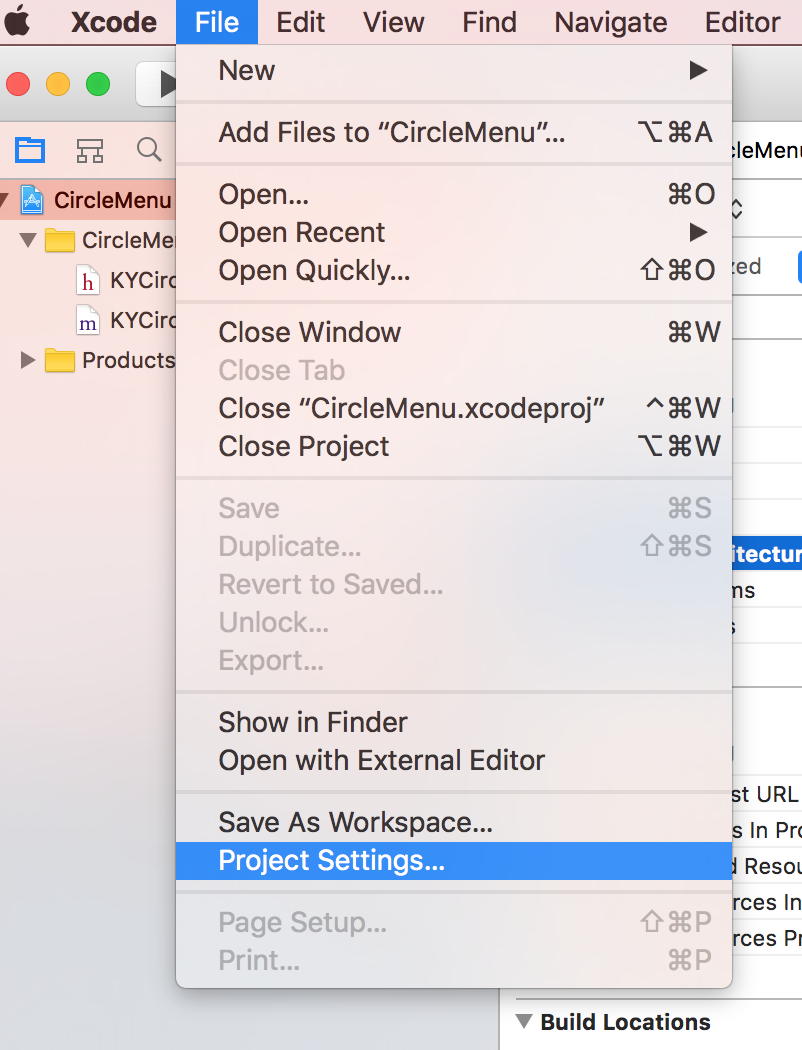 Xcode File Edit View Find Navigate Editor
New
Add Files to “CircleMenu”... ⌥⌘A
Open... ⌘O
Open Recent
Open Quickly... ⇧⌘O
Close Window ⌘W
Close Tab
Close “CircleMenu.xcodeproj” ^⌘W
Close Project ⌥⌘W
Save ⌘S
Duplicate... ⇧⌘S
Revert to Saved...
Unlock...
Export...
Show in Finder
Open with External Editor
Save As Workspace...
Project Settings...
Page Setup... ⇧⌘P
Print... ⌘P
CircleMenu
CircleMe
h KYCirc
m KYCirc
Products
cleMenu
zed
itectur
ms
s
st URL
s In Pro
d Resou
rces In
rces Pr
Build Locations